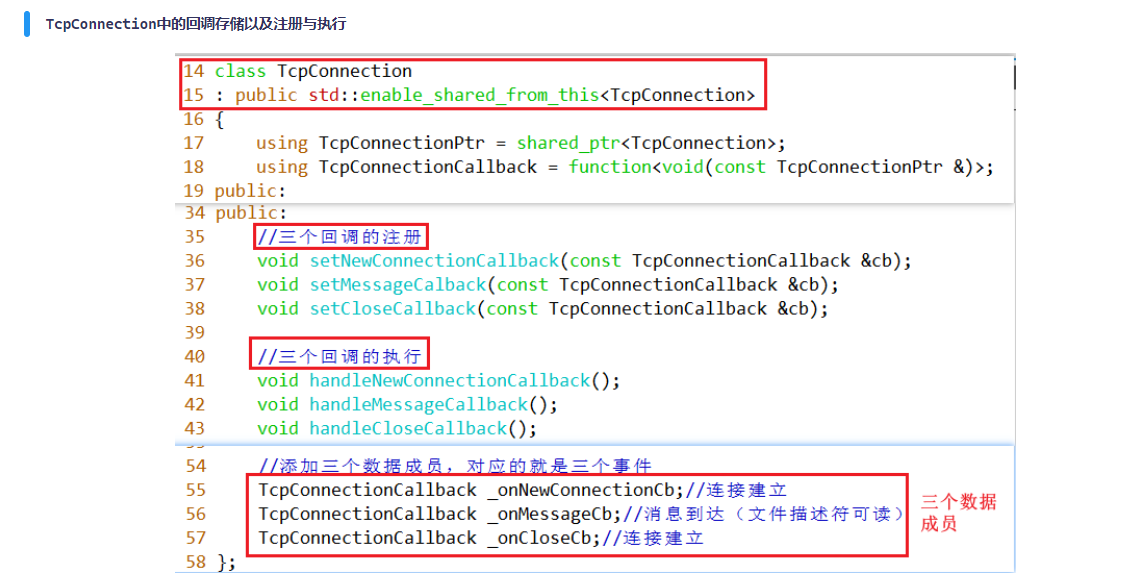 TcpConnection中的回调存储以及注册与执行
14 class TcpConnection
15 : public std::enable_shared_from_this<TcpConnection>
16 {
17     using TcpConnectionPtr = shared_ptr<TcpConnection>;
18     using TcpConnectionCallback = function<void(const TcpConnectionPtr &)>;
19 public:
34 public:
35     //三个回调的注册
36     void setNewConnectionCallback(const TcpConnectionCallback &cb);
37     void setMessageCalback(const TcpConnectionCallback &cb);
38     void setCloseCallback(const TcpConnectionCallback &cb);
39
40     //三个回调的执行
41     void handleNewConnectionCallback();
42     void handleMessageCallback();
43     void handleCloseCallback();
54     //添加三个数据成员，对应的就是三个事件
55     TcpConnectionCallback _onNewConnectionCb;//连接建立
56     TcpConnectionCallback _onMessageCb;//消息到达（文件描述符可读）
57     TcpConnectionCallback _onCloseCb;//连接建立
58 };
三个数据
成员